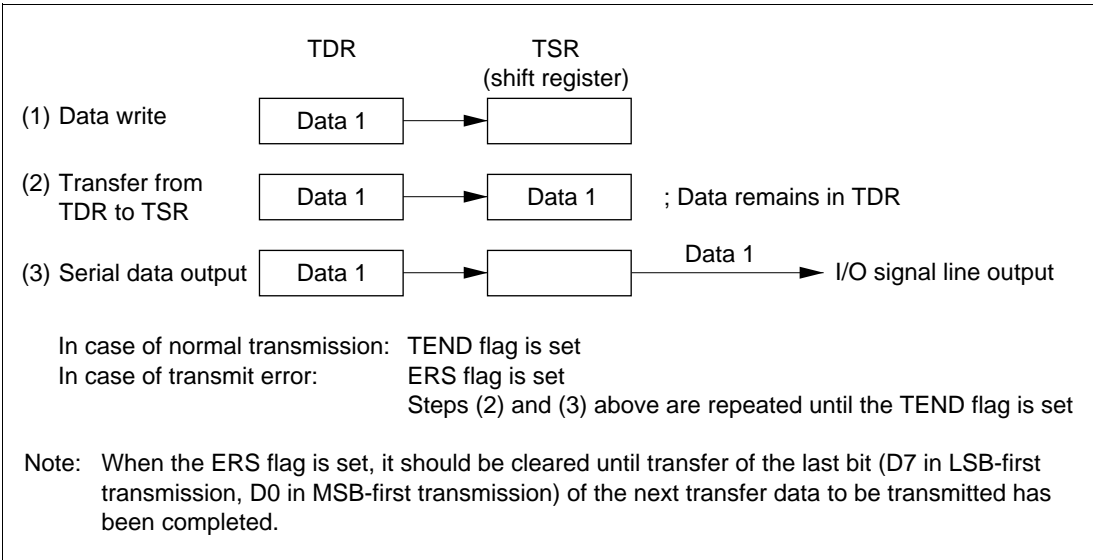 TDR TSR
(shift register)
(1) Data write Data 1
(2) Transfer from
TDR to TSR Data 1 Data 1 ; Data remains in TDR
(3) Serial data output Data 1 Data 1 I/O signal line output
In case of normal transmission: TEND flag is set
In case of transmit error: ERS flag is set
Steps (2) and (3) above are repeated until the TEND flag is set
Note: When the ERS flag is set, it should be cleared until transfer of the last bit (D7 in LSB-first
transmission, D0 in MSB-first transmission) of the next transfer data to be transmitted has
been completed.